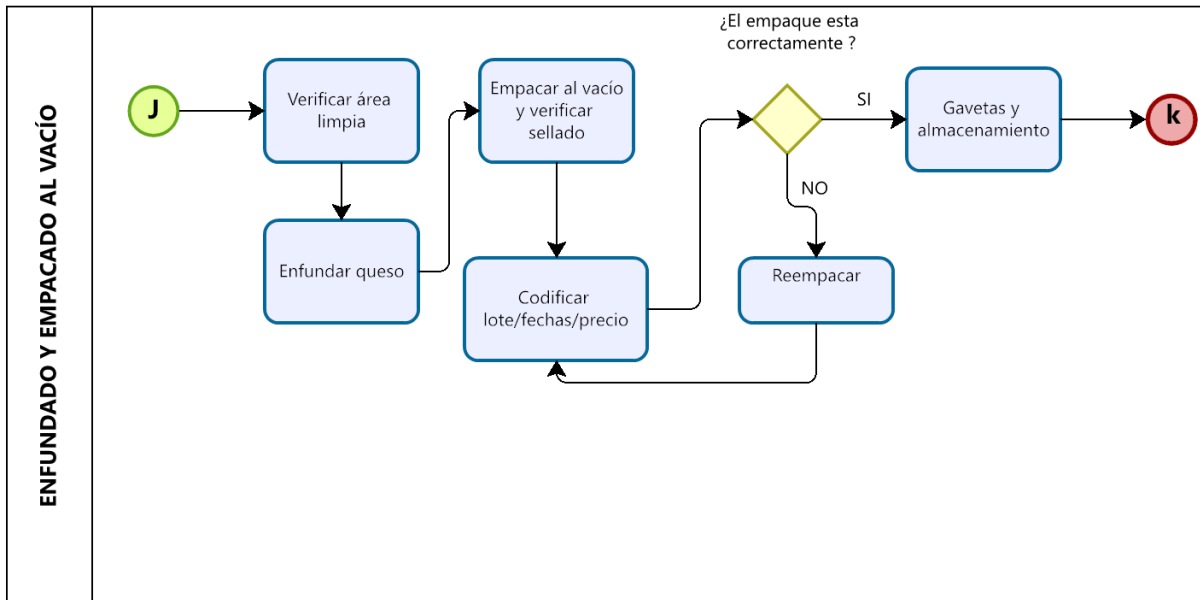 ENFUNDADO Y EMPACADO AL VACÍO
J
Verificar área
limpia
Enfundar queso
Empacar al vacío
y verificar
sellado
Codificar
lote/fechas/precio
¿El empaque esta
correctamente ?
SI
NO
Reempacar
Gavetas y
almacenamiento
k